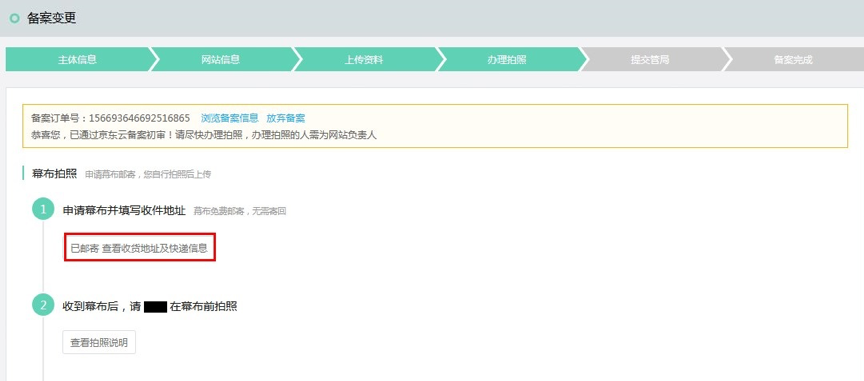 备案变更
主体信息 网站信息 上传资料 办理拍照 提交管局 备案完成
备案订单号：156693646692516865 浏览备案信息 放弃备案
恭喜您，已通过京东云备案初审！请尽快办理拍照，办理拍照的人需为网站负责人
幕布拍照 申请幕布邮寄，您自行拍照后上传
1 申请幕布并填写收件地址 幕布免费邮寄，无需寄回
已邮寄 查看收货地址及快递信息
2 收到幕布后，请 在幕布前拍照
查看拍照说明